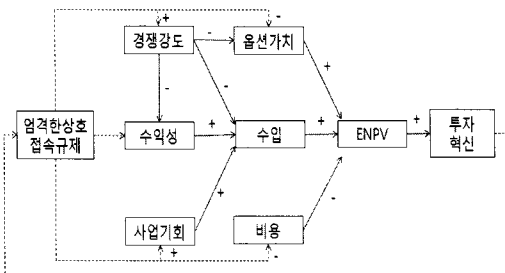 +
-
경쟁강도
-
옵션가치
-
-
+
엄격한상호
접속규제
수익성
+
수입
+
ENPV
+
투자
혁신
+
-
사업기회
비용
+
-